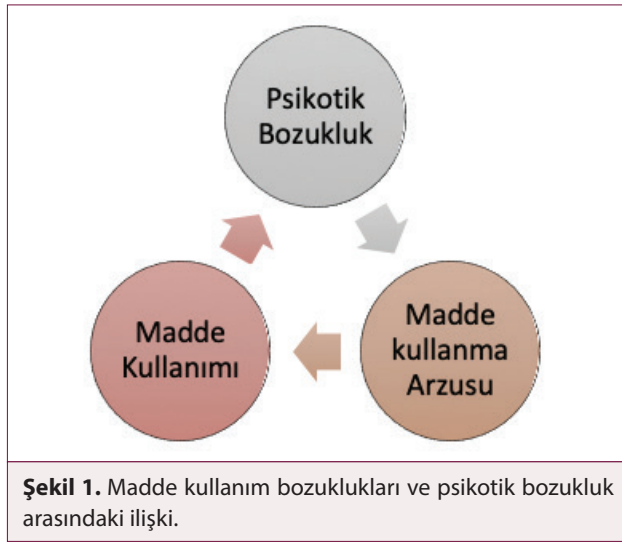 Psikotik
Bozukluk
Madde
Kullanımı
Madde
kullanma
Arzusu
Şekil 1. Madde kullanım bozuklukları ve psikotik bozukluk
arasındaki ilişki.